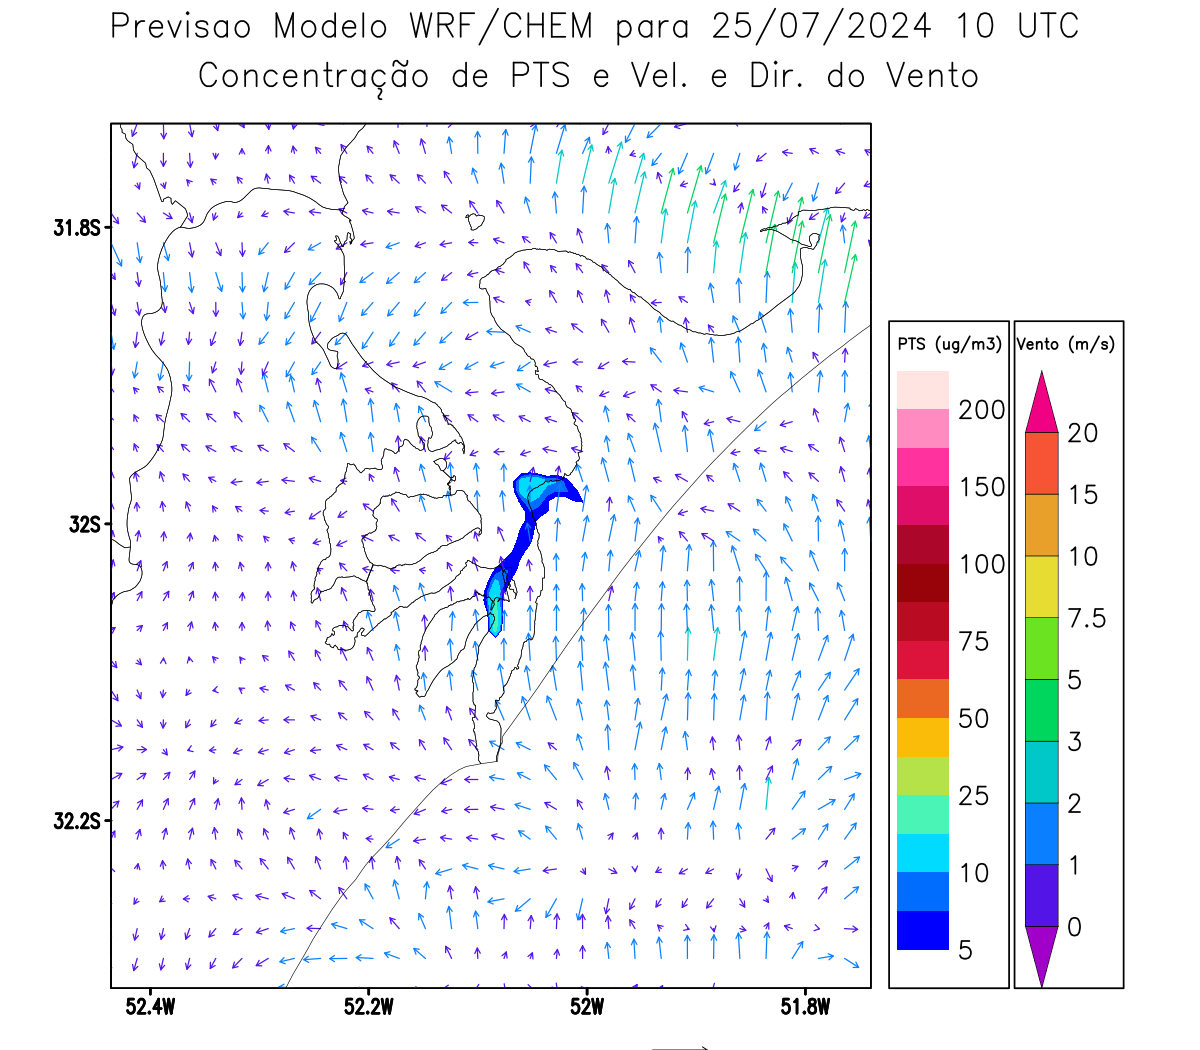 Previsao Modelo WRF/CHEM para 25/07/2024 10 UTC
Concentração de PTS e Vel. e Dir. do Vento
31.8S
32S
32.2S
52.4W
52.2W
52W
51.8W
PTS (ug/m3)
200
150
100
75
50
25
10
5
Vento (m/s)
20
15
10
7.5
5
3
2
1
0